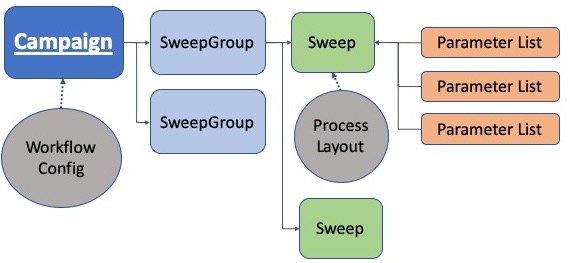 Campaign
SweepGroup
Sweep
Parameter List
Parameter List
Parameter List
SweepGroup
Workflow
Config
Process
Layout
Sweep